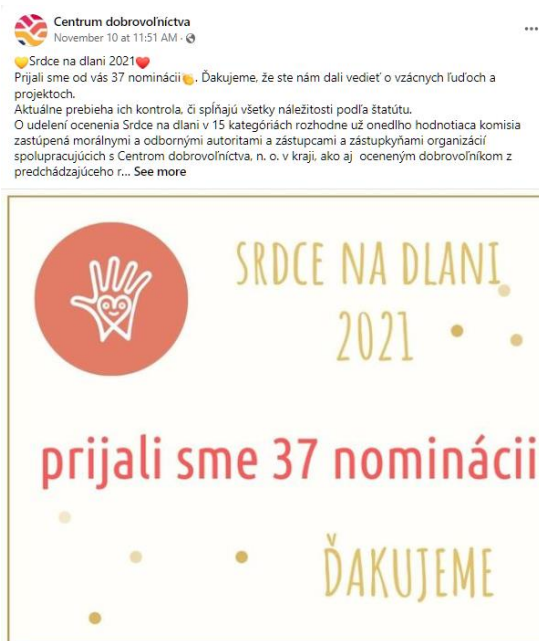 Centrum dobrovoľníctva
November 10 at 11:51 AM ·
💛Srdce na dlani 2021❤️
Prijali sme od vás 37 nominácii👏. Ďakujeme, že ste nám dali vedieť o vzácnych ľuďoch a
projektoch.
Aktuálne prebieha ich kontrola, či spĺňajú všetky náležitosti podľa štatútu.
O udelení ocenenia Srdce na dlani v 15 kategóriách rozhodne už onedlho hodnotiaca komisia
zastúpená morálnymi a odbornými autoritami a zástupcami a zástupkyňami organizácií
spolupracujúcich s Centrom dobrovoľníctva, n. o. v kraji, ako aj oceneným dobrovoľníkom z
predchádzajúceho r... See more
SRDCE NA DLANI
2021
prijali sme 37 nominácii
ĎAKUJEME